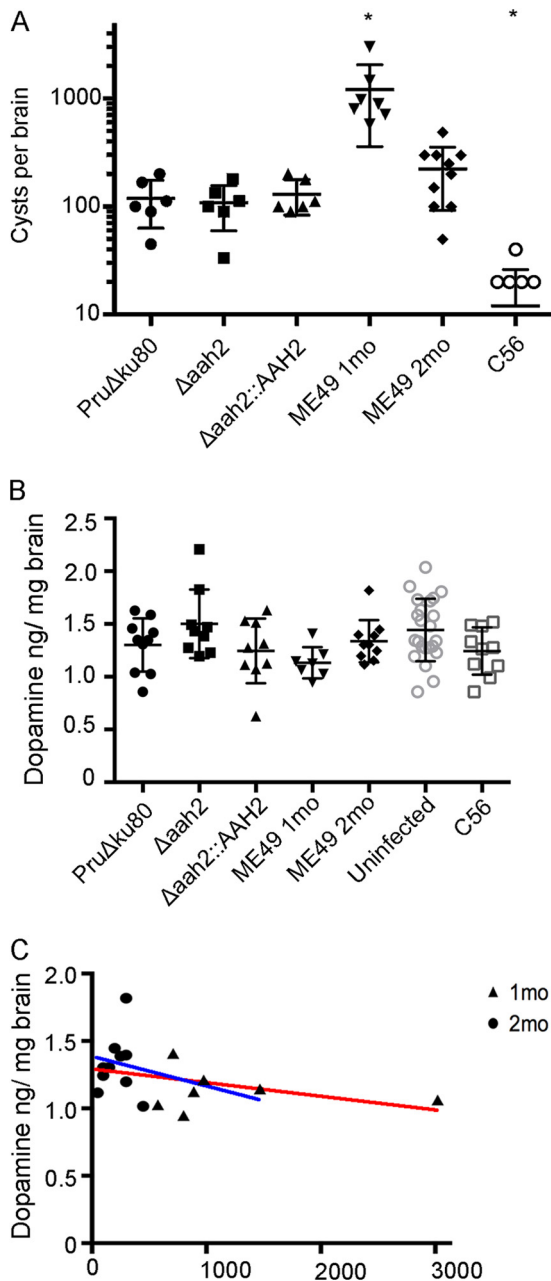 A
Cysts per brain
1000
100
10
* *
PruΔku80
Δaah2
Δaah2::AAH2
ME49 1mo
ME49 2mo
C56
B
Dopamine ng/ mg brain
2.5
2.0
1.5
1.0
0.5
0
PruΔku80
Δaah2
Δaah2::AAH2
ME49 1mo
ME49 2mo
Uninfected
C56
C
Dopamine ng/ mg brain
2.0
1.5
1.0
0.5
0
0 1000 2000 3000
1mo
2mo